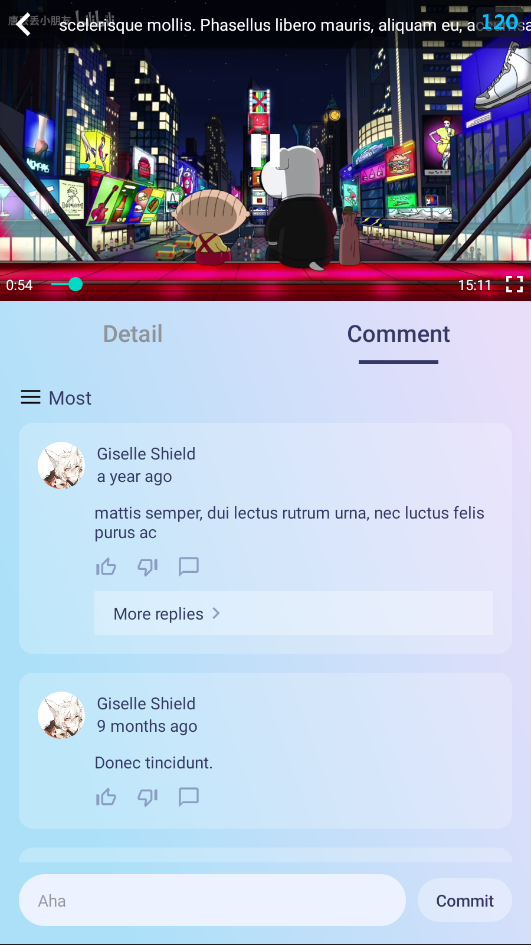 scelerisque mollis. Phasellus libero mauris, aliquam eu, a
120
0:54
15:11
Detail
Comment
Most
Giselle Shield
a year ago
mattis semper, dui lectus rutrum urna, nec luctus felis
purus ac
More replies
Giselle Shield
9 months ago
Donec tincidunt.
Aha
Commit